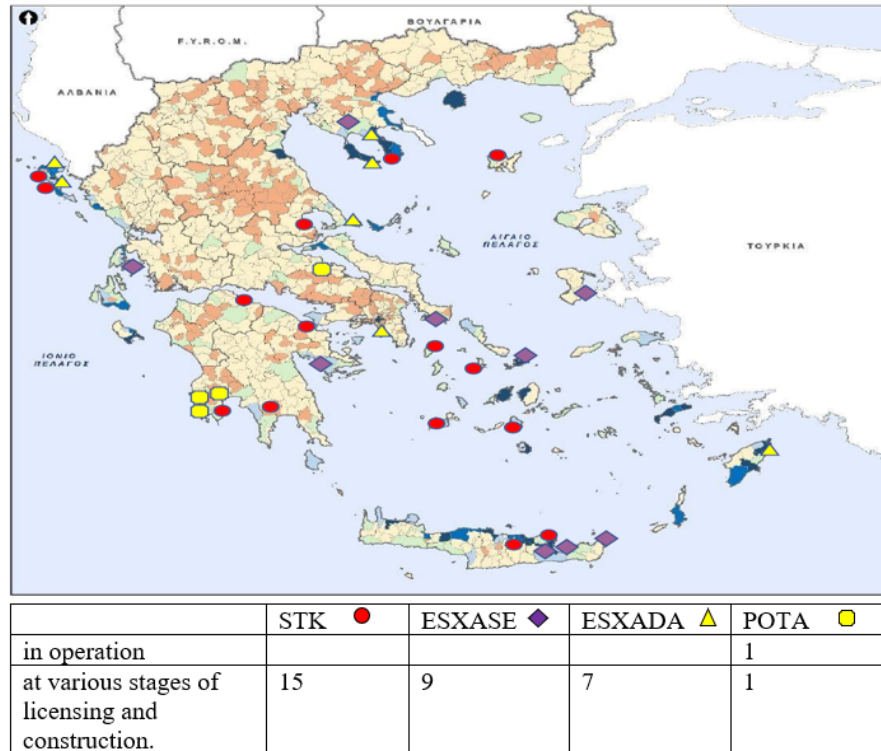 ΒΟΥΛΓΑΡΙΑ
F.Y.R.O.M.
ΑΛΒΑΝΙΑ
ΑΙΓΑΙΟ
ΠΕΛΑΓΟΣ
ΤΟΥΡΚΙΑ
ΙΟΝΙΟ
ΠΕΛΑΓΟΣ
STK ESXASE ESXADA POTA
in operation 1
at various stages of 15 9 7 1
licensing and
construction.